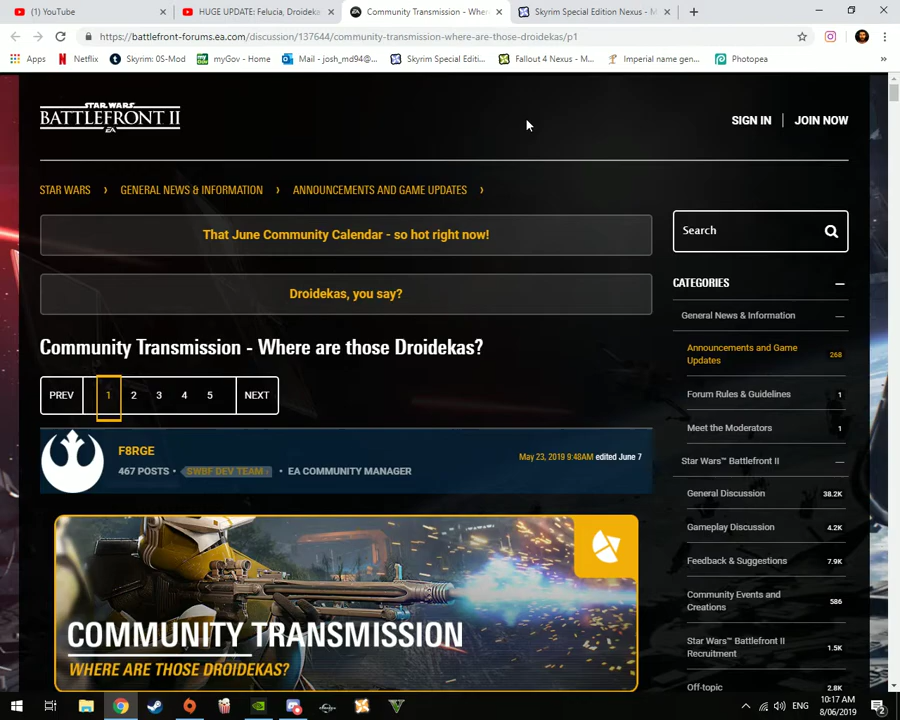 (1) YouTube
HUGE UPDATE: Felucia, Droideka
Community Transmission - Wher
Skyrim Special Edition Nexus - M
https://battlefront-forums.ea.com/discussion/137644/community-transmission-where-are-those-droidekas/p1
Apps
Netflix
Skyrim: 0S-Mod
myGov - Home
Mail - josh_md94@...
Skyrim Special Editi...
Fallout 4 Nexus - M...
Imperial name gen...
Photopea
STAR WARS
BATTLEFRONT II
EA
SIGN IN
JOIN NOW
STAR WARS › GENERAL NEWS & INFORMATION › ANNOUNCEMENTS AND GAME UPDATES ›
That June Community Calendar - so hot right now!
Search
Droidekas, you say?
CATEGORIES
General News & Information
Community Transmission - Where are those Droidekas?
Announcements and Game
Updates
268
PREV 1 2 3 4 5 NEXT
Forum Rules & Guidelines 1
Meet the Moderators 1
F8RGE
467 POSTS • SWBF DEV TEAM • EA COMMUNITY MANAGER
May 23, 2019 9:48AM edited June 7
Star Wars™ Battlefront II
General Discussion 38.2K
Gameplay Discussion 4.2K
Feedback & Suggestions 7.9K
Community Events and
Creations
586
Star Wars™ Battlefront II
Recruitment
1.5K
Off-topic 2.8K
COMMUNITY TRANSMISSION
WHERE ARE THOSE DROIDEKAS?
ENG
10:17 AM
8/06/2019
2